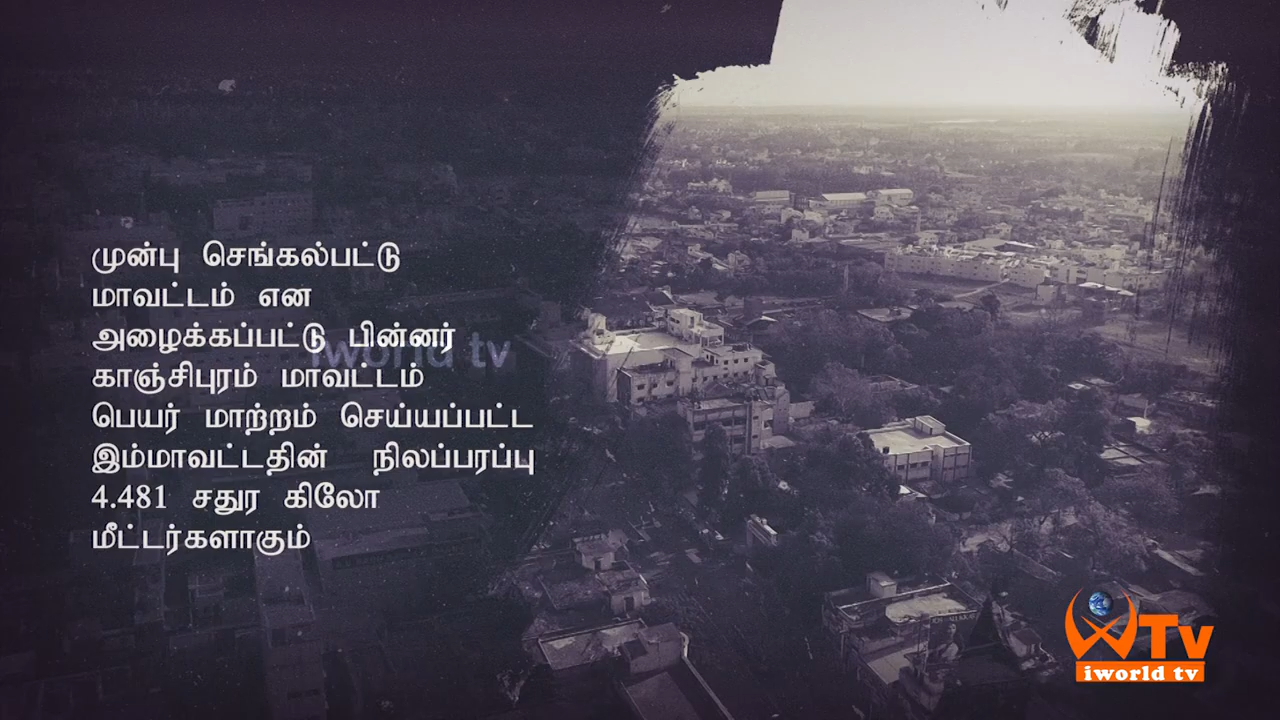 முன்பு செங்கல்பட்டு
மாவட்டம் என
அழைக்கப்பட்டு பின்னர்
காஞ்சிபுரம் மாவட்டம்
பெயர் மாற்றம் செய்யப்பட்ட
இம்மாவட்டதின் நிலப்பரப்பு
4.481 சதுர கிலோ
மீட்டர்களாகும்
iworld tv
WTv
iworld tv